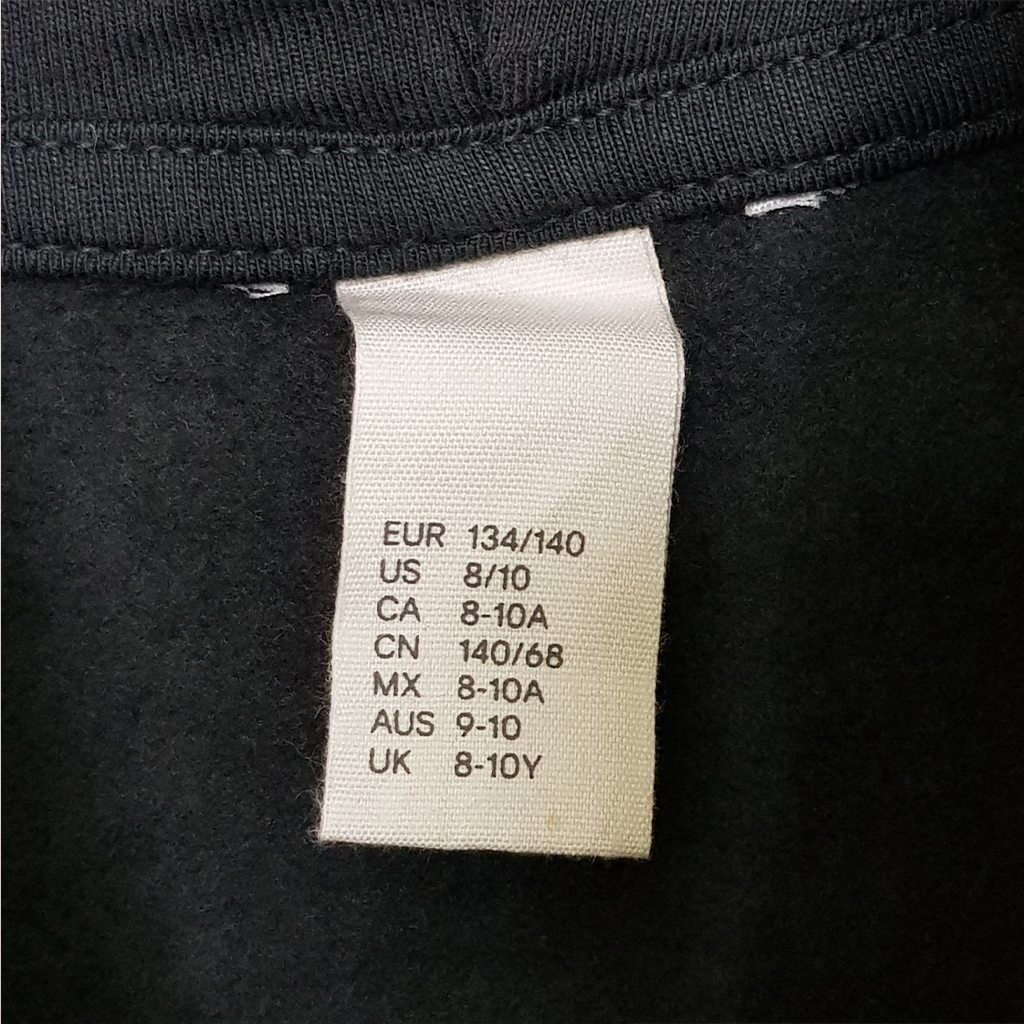 EUR 134/140
US 8/10
CA 8-10A
CN 140/68
MX 8-10A
AUS 9-10
UK 8-10Y